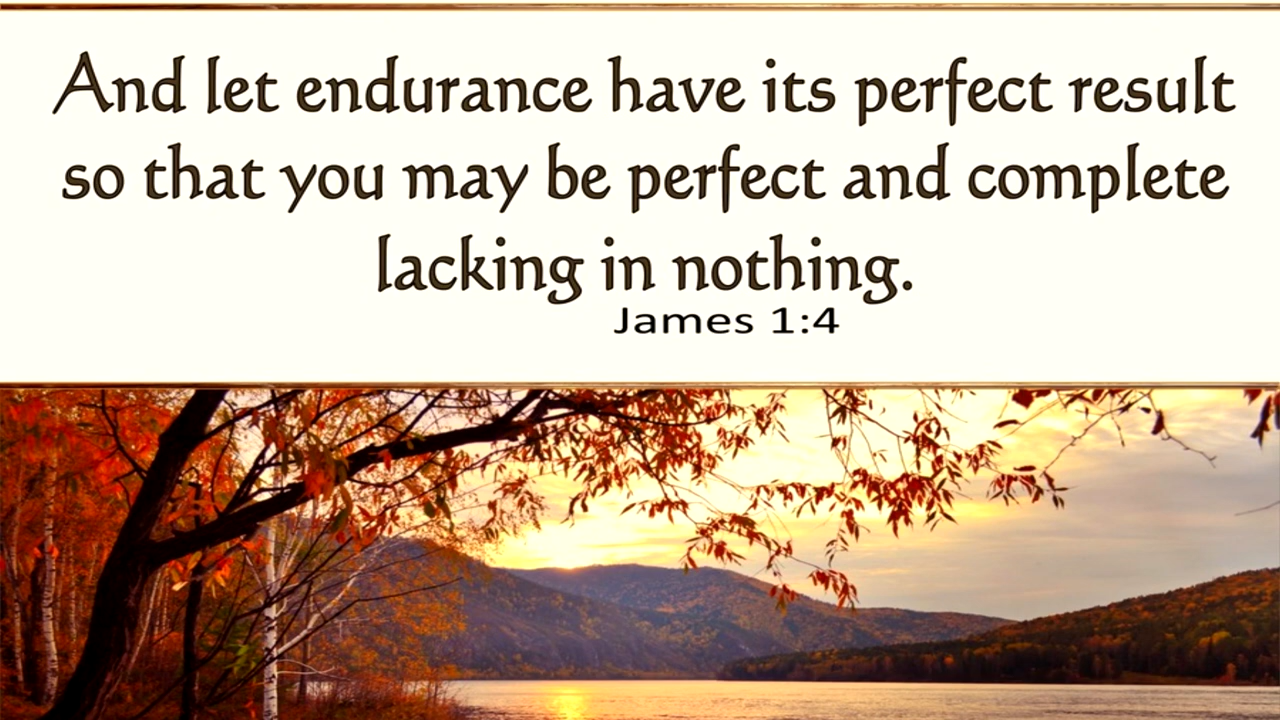 And let endurance have its perfect result
so that you may be perfect and complete
lacking in nothing.
James 1:4